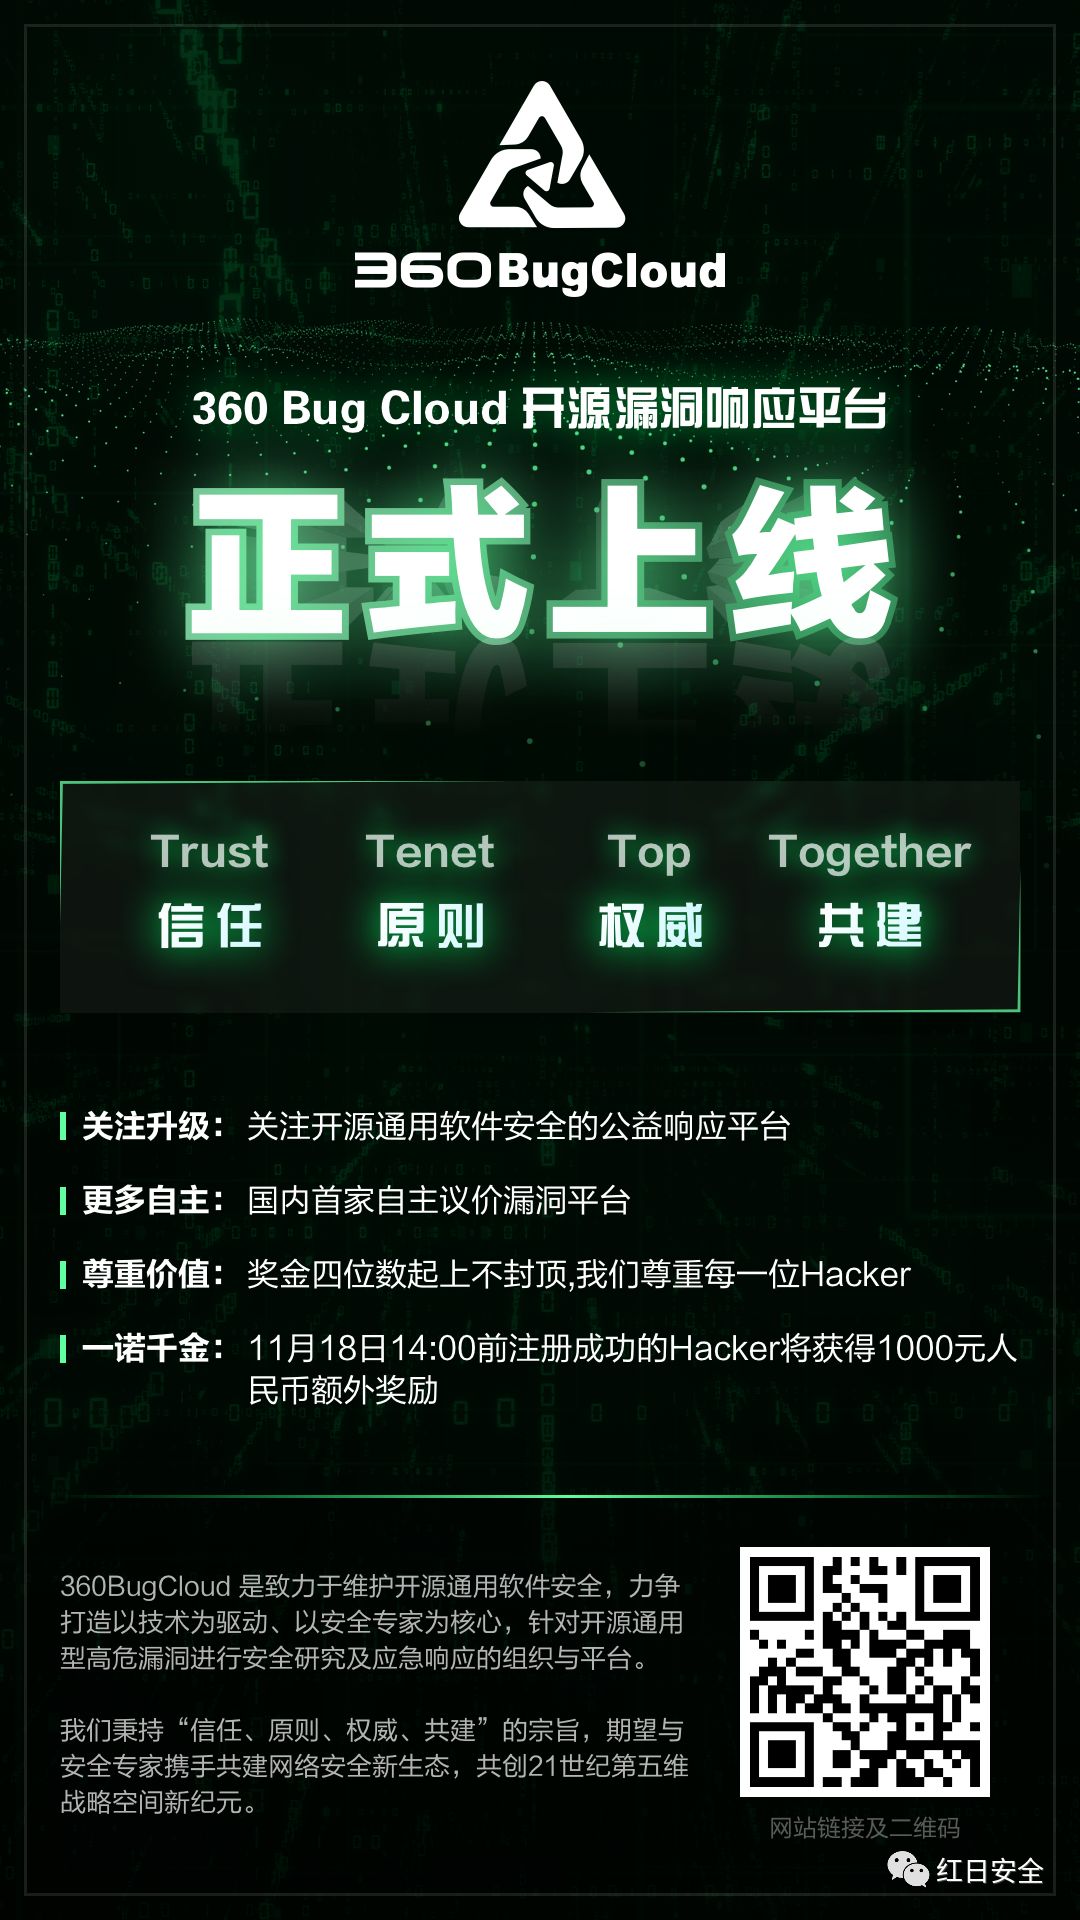 360BugCloud
360 Bug Cloud 开源漏洞响应平台
正式上线
Trust Tenet Top Together
信任 原则 权威 共建
关注升级： 关注开源通用软件安全的公益响应平台
更多自主： 国内首家自主议价漏洞平台
尊重价值： 奖金四位数起上不封顶,我们尊重每一位Hacker
一诺千金： 11月18日14:00前注册成功的Hacker将获得1000元人
民币额外奖励
360BugCloud 是致力于维护开源通用软件安全，力争
打造以技术为驱动、以安全专家为核心，针对开源通用
型高危漏洞进行安全研究及应急响应的组织与平台。
我们秉持“信任、原则、权威、共建”的宗旨，期望与
安全专家携手共建网络安全新生态，共创21世纪第五维
战略空间新纪元。
网站链接及二维码
红日安全